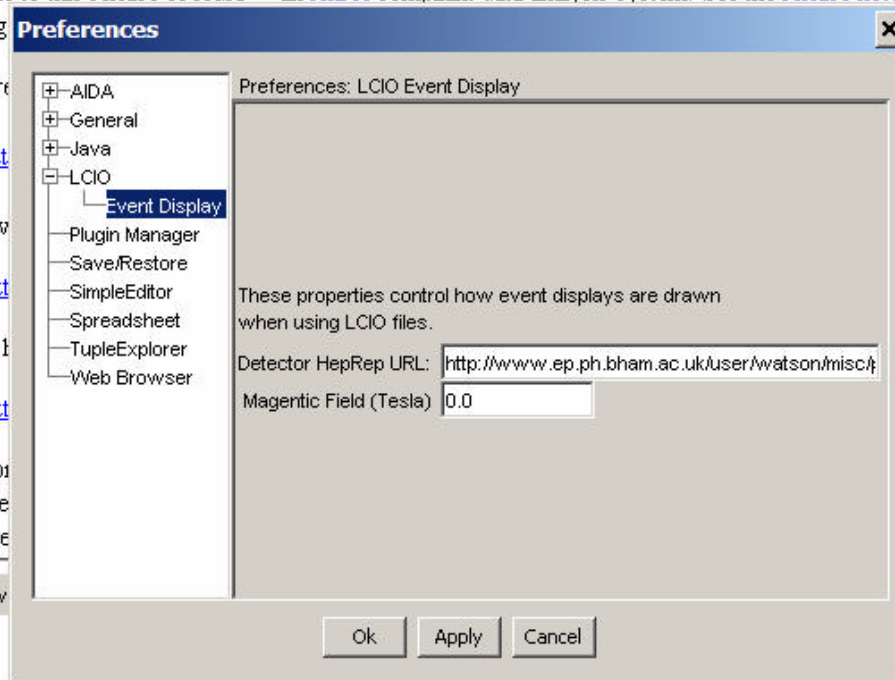 Preferences
AIDA
General
Java
LCIO
Event Display
Plugin Manager
Save/Restore
SimpleEditor
Spreadsheet
TupleExplorer
Web Browser
Preferences: LCIO Event Display
These properties control how event displays are drawn
when using LCIO files.
Detector HepRep URL: http://www.ep.ph.bham.ac.uk/user/watson/misc/
Magentic Field (Tesla) 0.0
Ok Apply Cancel